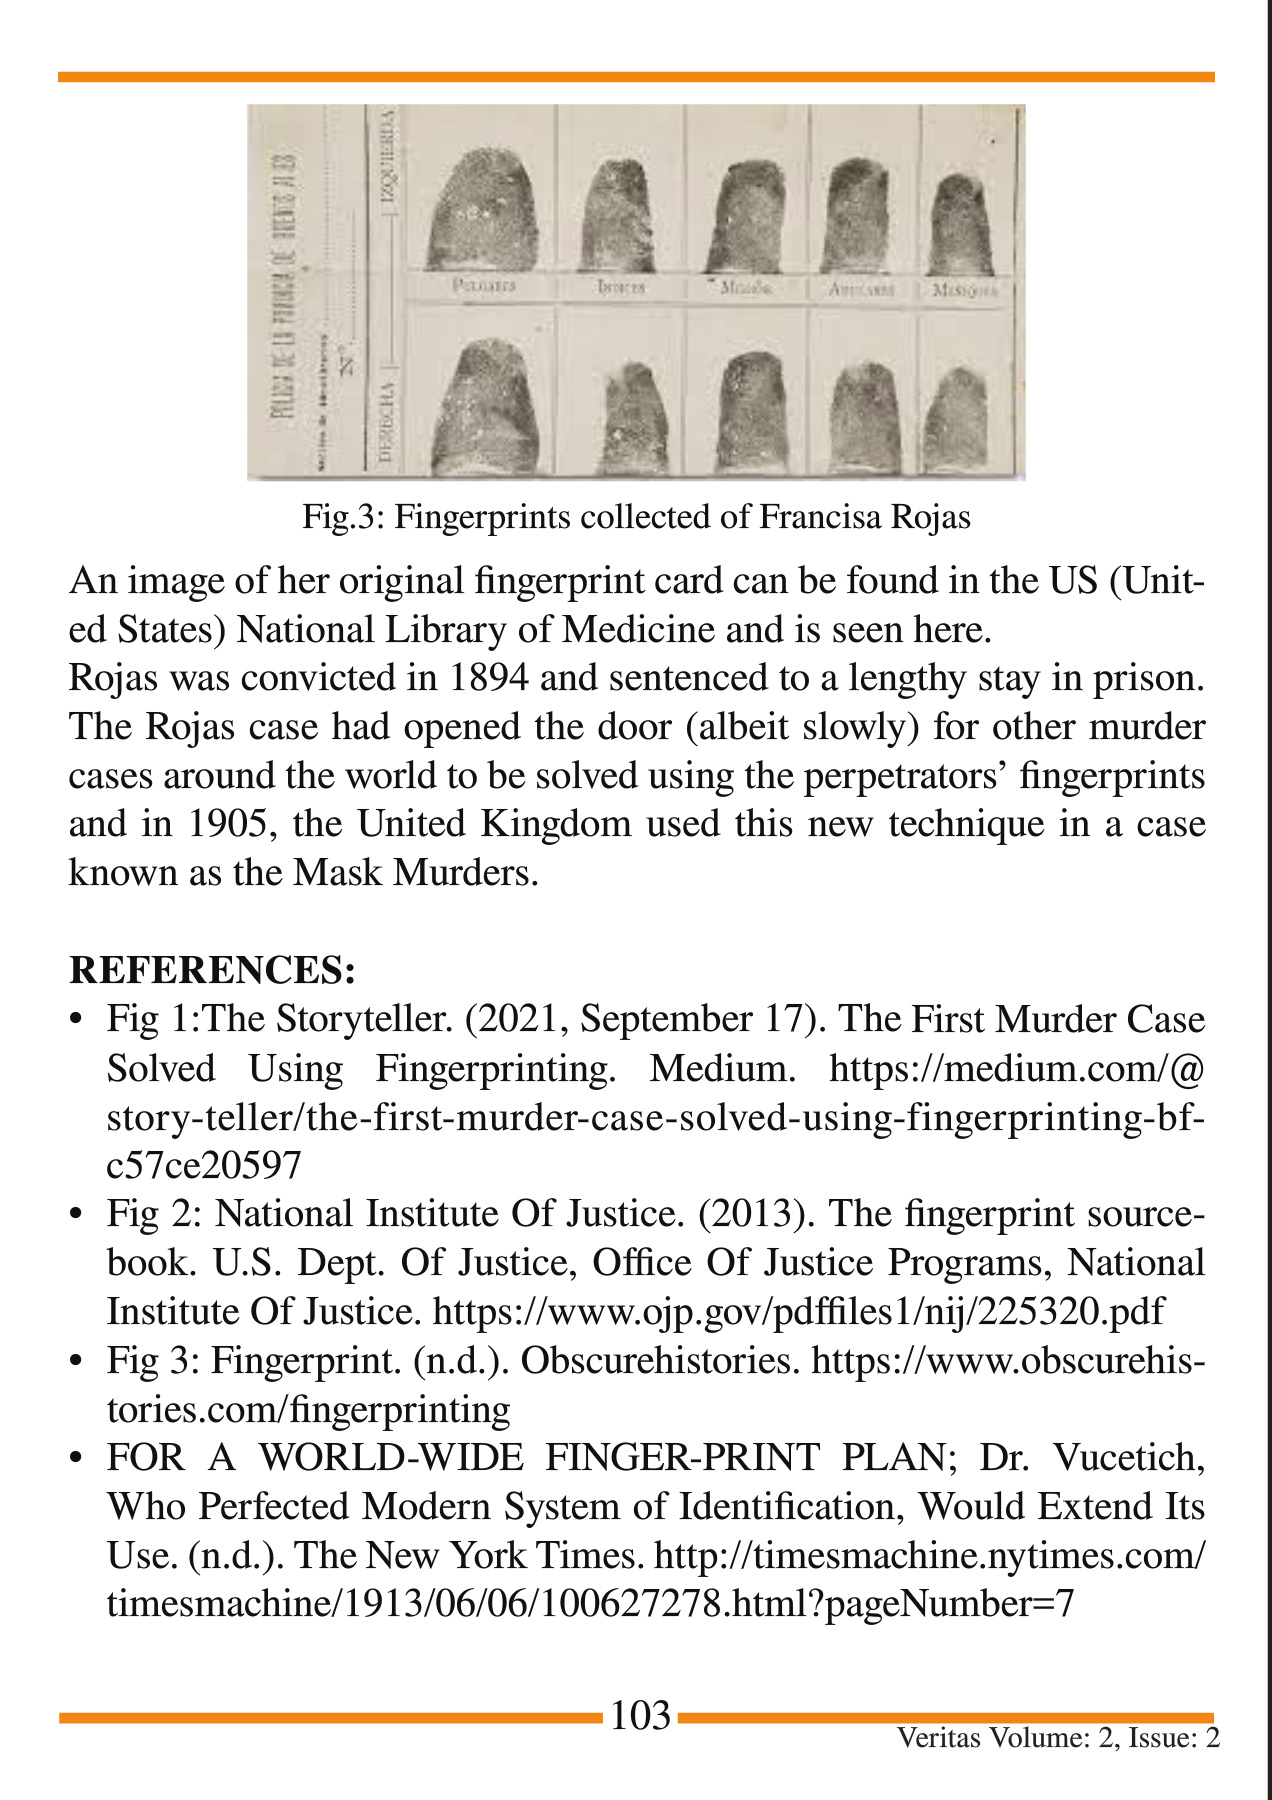 POLICIA DE LA PROVINCIA DE BUENOS AIRES
Nº
DERECHA
IZQUIERDA
PULGARES
INDICES
MEDIOS
ANULARES
MEÑIQUES
Fig.3: Fingerprints collected of Francisa Rojas
An image of her original fingerprint card can be found in the US (Unit-
ed States) National Library of Medicine and is seen here.
Rojas was convicted in 1894 and sentenced to a lengthy stay in prison.
The Rojas case had opened the door (albeit slowly) for other murder
cases around the world to be solved using the perpetrators’ fingerprints
and in 1905, the United Kingdom used this new technique in a case
known as the Mask Murders.
REFERENCES:
• Fig 1:The Storyteller. (2021, September 17). The First Murder Case
Solved Using Fingerprinting. Medium. https://medium.com/@
story-teller/the-first-murder-case-solved-using-fingerprinting-bf-
c57ce20597
• Fig 2: National Institute Of Justice. (2013). The fingerprint source-
book. U.S. Dept. Of Justice, Office Of Justice Programs, National
Institute Of Justice. https://www.ojp.gov/pdffiles1/nij/225320.pdf
• Fig 3: Fingerprint. (n.d.). Obscurehistories. https://www.obscurehis-
tories.com/fingerprinting
• FOR A WORLD-WIDE FINGER-PRINT PLAN; Dr. Vucetich,
Who Perfected Modern System of Identification, Would Extend Its
Use. (n.d.). The New York Times. http://timesmachine.nytimes.com/
timesmachine/1913/06/06/100627278.html?pageNumber=7
103
Veritas Volume: 2, Issue: 2